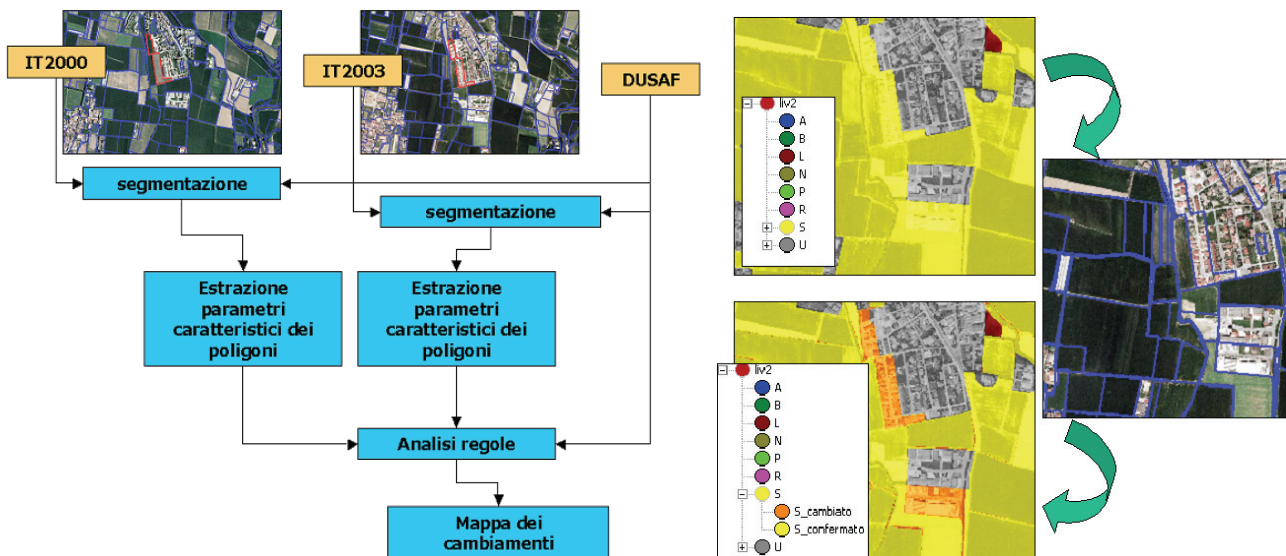 IT2000
IT2003
DUSAF
segmentazione
segmentazione
Estrazione
parametri
caratteristici dei
poligoni
Estrazione
parametri
caratteristici dei
poligoni
Analisi regole
Mappa dei
cambiamenti
liv2
A
B
L
N
P
R
S
U
liv2
A
B
L
N
P
R
S
S_cambiato
S_confermato
U